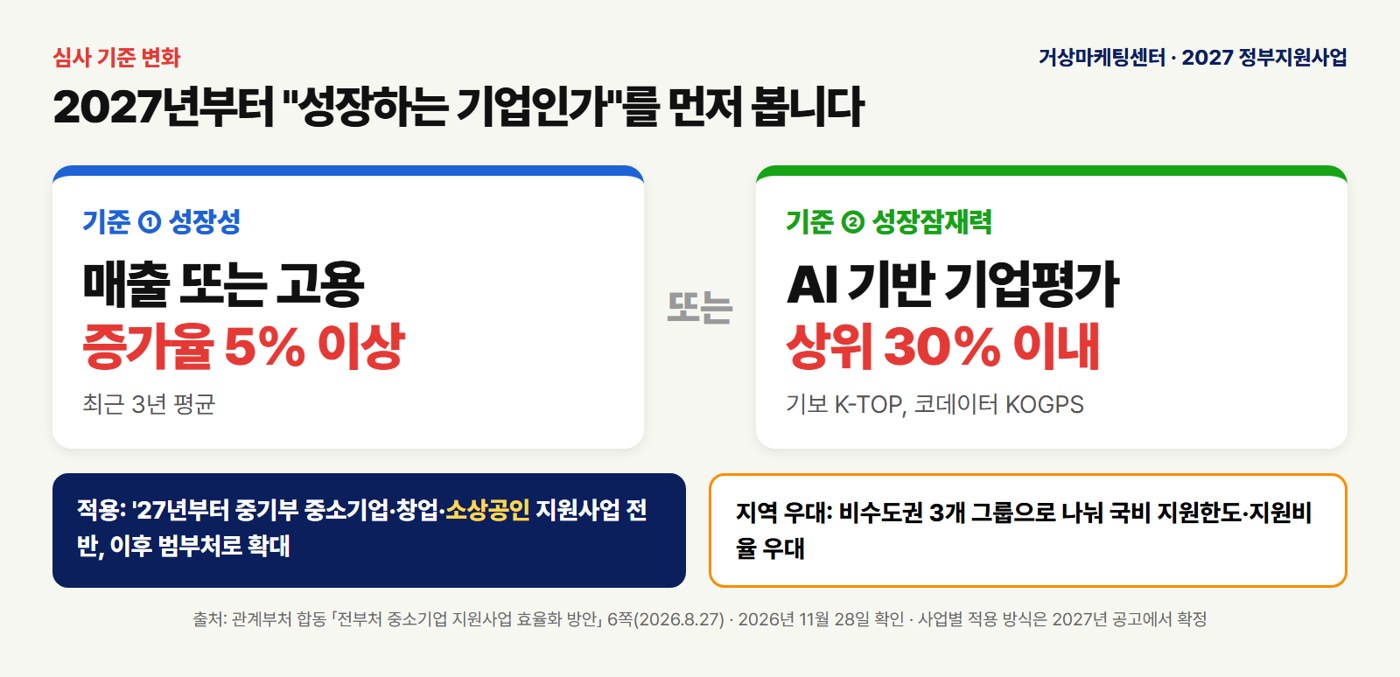 심사 기준 변화
거상마케팅센터 · 2027 정부지원사업
2027년부터 "성장하는 기업인가"를 먼저 봅니다
기준 ① 성장성
매출 또는 고용
증가율 5% 이상
최근 3년 평균
또는
기준 ② 성장잠재력
AI 기반 기업평가
상위 30% 이내
기보 K-TOP, 코데이터 KOGPS
적용: '27년부터 중기부 중소기업·창업·소상공인 지원사업 전
반, 이후 범부처로 확대
지역 우대: 비수도권 3개 그룹으로 나눠 국비 지원한도·지원비
율 우대
출처: 관계부처 합동 「전부처 중소기업 지원사업 효율화 방안」 6쪽(2026.8.27) · 2026년 11월 28일 확인 · 사업별 적용 방식은 2027년 공고에서 확정